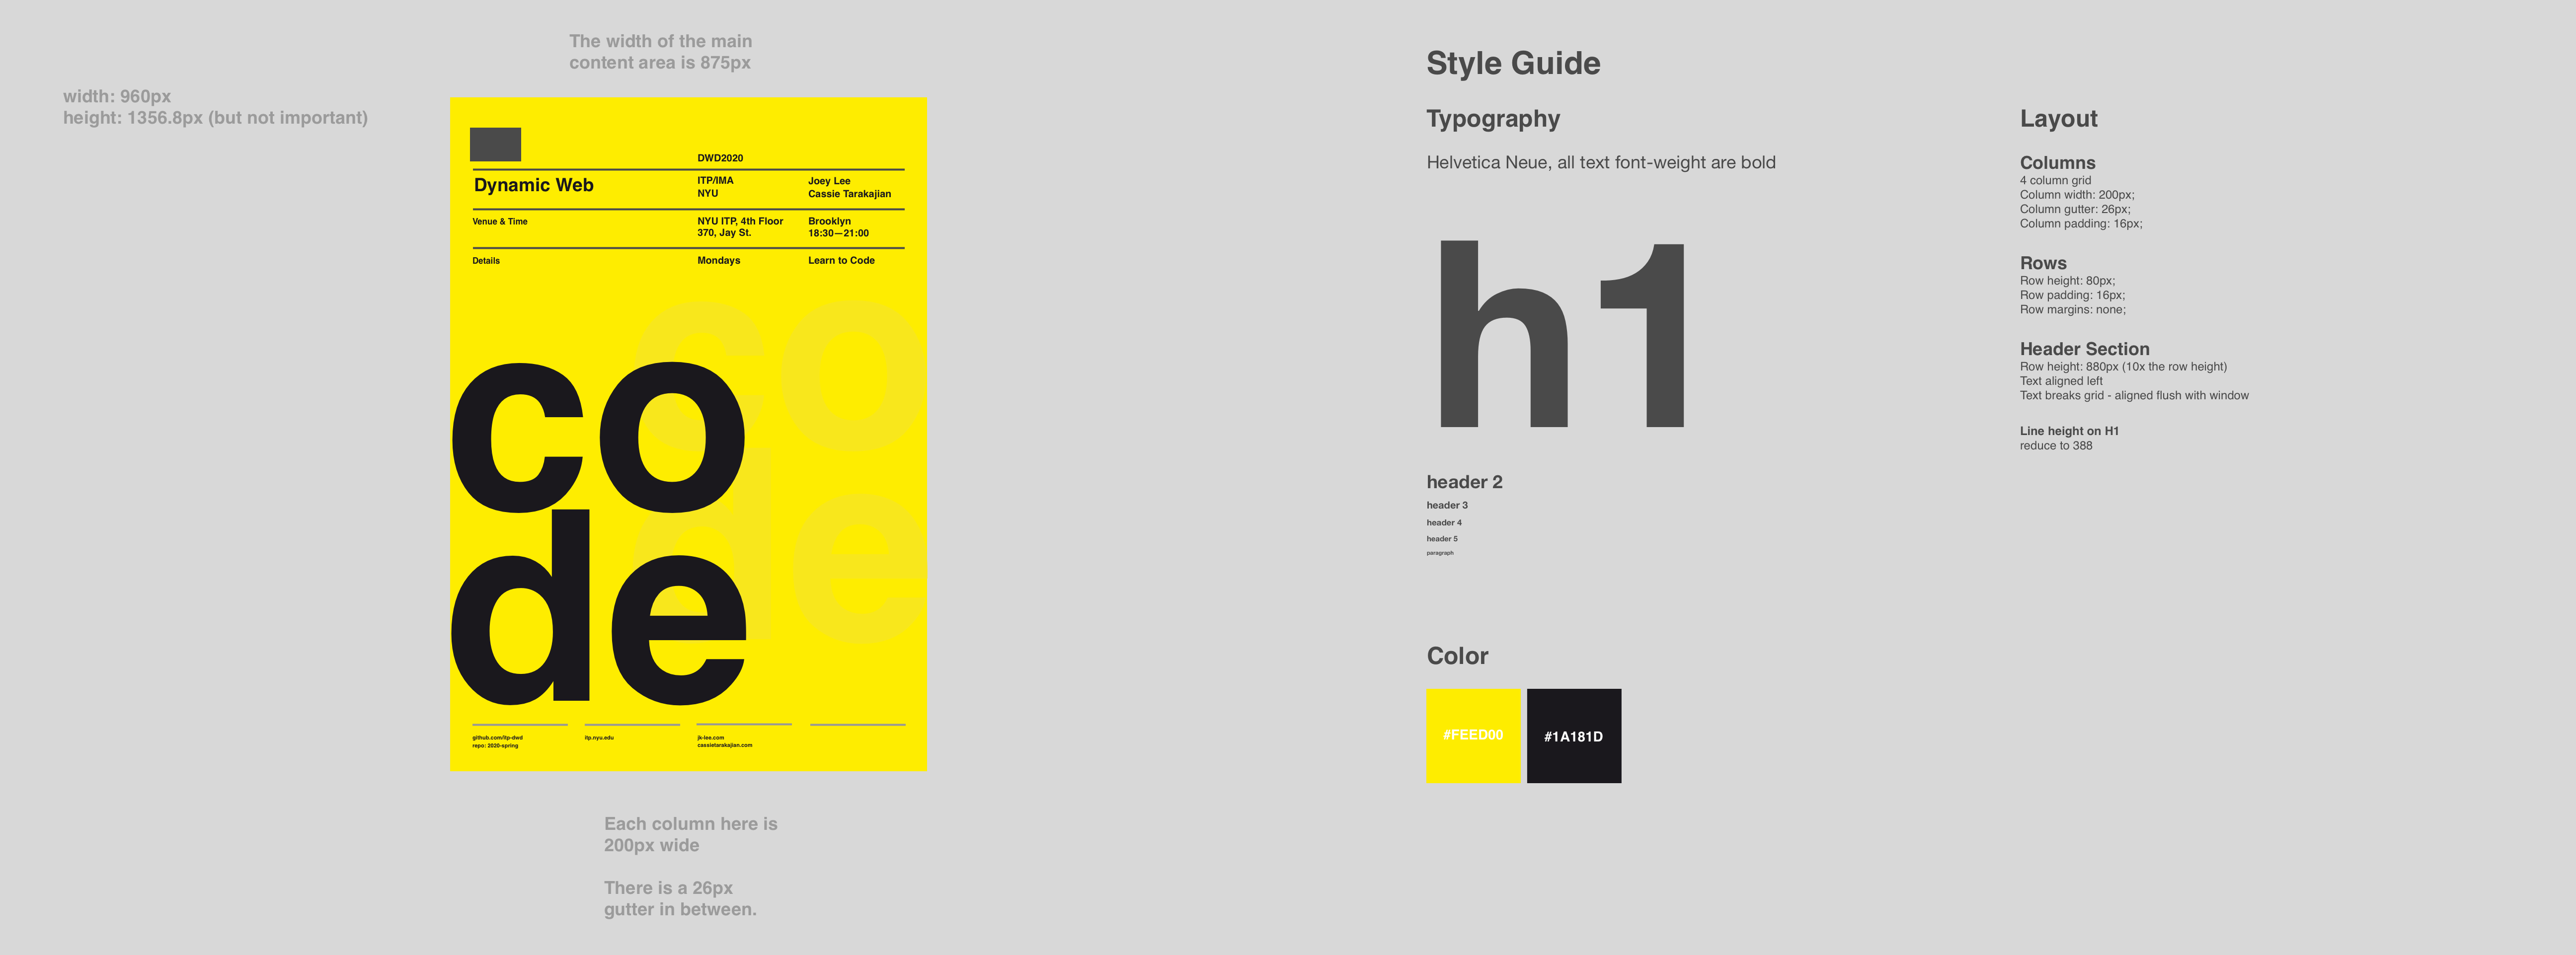 The width of the main
content area is 875px
width: 960px
height: 1356.8px (but not important)
DWD2020
Dynamic Web
ITP/IMA
NYU
Joey Lee
Cassie Tarakajian
Venue & Time
NYU ITP, 4th Floor
370, Jay St.
Brooklyn
18:30—21:00
Details
Mondays
Learn to Code
co
de
co
de
github.com/itp-dwd
repo: 2020-spring
itp.nyu.edu
jk-lee.com
cassietarakajian.com
Each column here is
200px wide
There is a 26px
gutter in between.
Style Guide
Typography
Helvetica Neue, all text font-weight are bold
h1
header 2
header 3
header 4
header 5
paragraph
Color
#FEED00
#1A181D
Layout
Columns
4 column grid
Column width: 200px;
Column gutter: 26px;
Column padding: 16px;
Rows
Row height: 80px;
Row padding: 16px;
Row margins: none;
Header Section
Row height: 880px (10x the row height)
Text aligned left
Text breaks grid - aligned flush with window
Line height on H1
reduce to 388